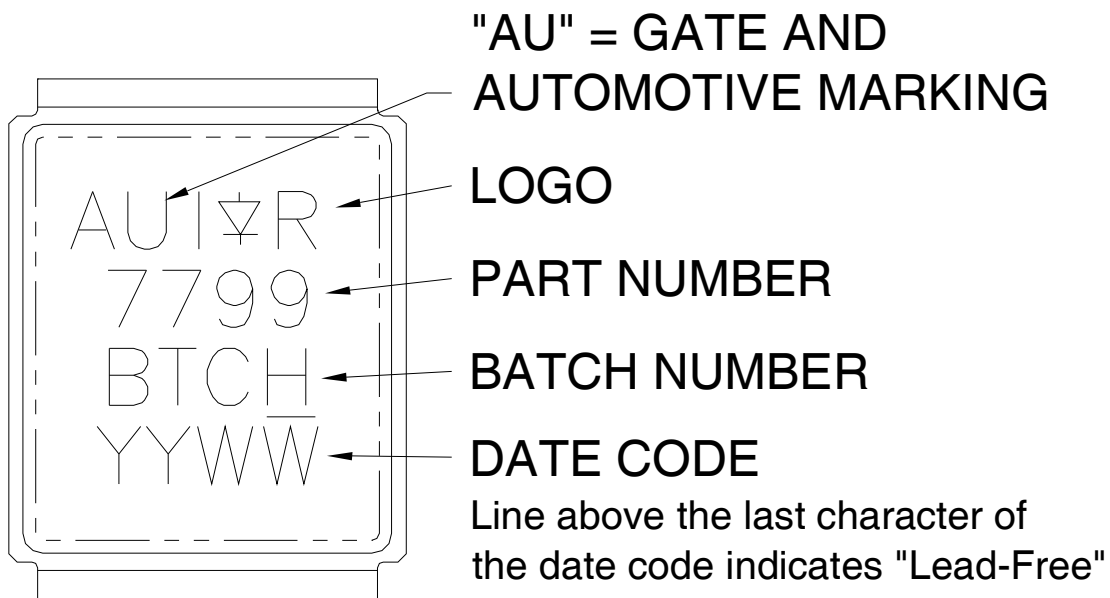 "AU" = GATE AND
AUTOMOTIVE MARKING
AUI R
LOGO
7799
PART NUMBER
BTCH
BATCH NUMBER
YYWW
DATE CODE
Line above the last character of
the date code indicates "Lead-Free"